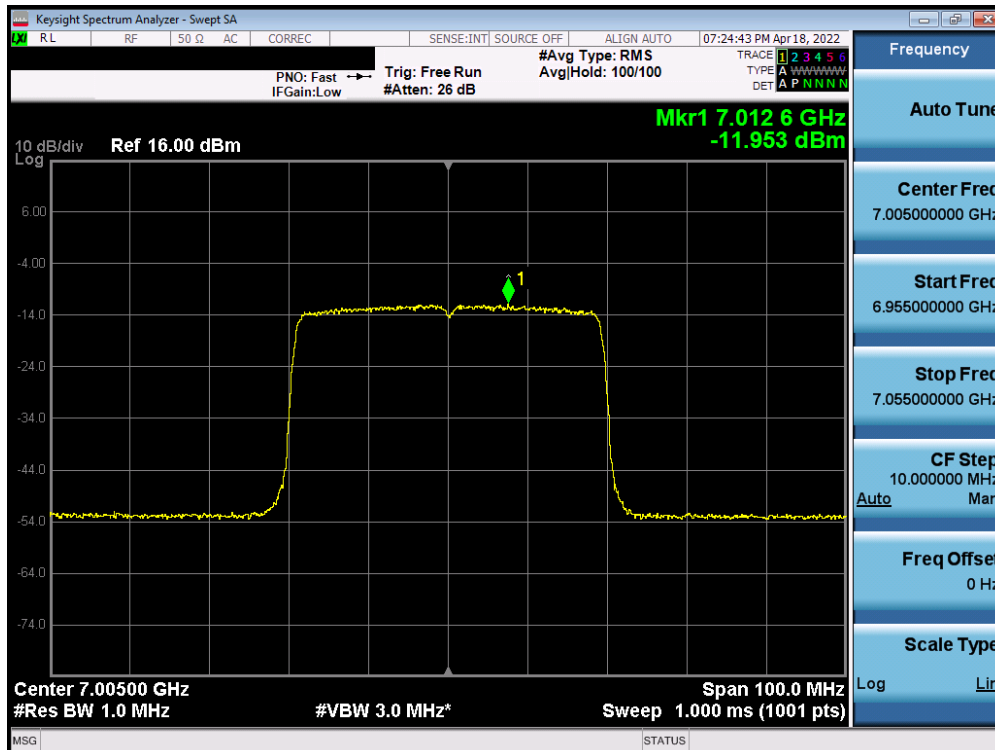 Keysight Spectrum Analyzer - Swept SA
LXI RL RF 50 Ω AC CORREC SENSE:INT SOURCE OFF ALIGN AUTO 07:24:43 PM Apr 18, 2022
Frequency
PNO: Fast
IFGain:Low
Trig: Free Run
#Atten: 26 dB
#Avg Type: RMS
Avg|Hold: 100/100
TRACE 1 2 3 4 5 6
TYPE A WWWWW
DET A P N N N N
Mkr1 7.012 6 GHz
-11.953 dBm
10 dB/div Ref 16.00 dBm
Log
6.00
-4.00
-14.0
-24.0
-34.0
-44.0
-54.0
-64.0
-74.0
1
Center 7.00500 GHz Span 100.0 MHz
#Res BW 1.0 MHz #VBW 3.0 MHz* Sweep 1.000 ms (1001 pts)
Auto Tune
Center Freq
7.005000000 GHz
Start Freq
6.955000000 GHz
Stop Freq
7.055000000 GHz
CF Step
10.000000 MHz
Auto Man
Freq Offset
0 Hz
Scale Type
Log Lin
MSG STATUS